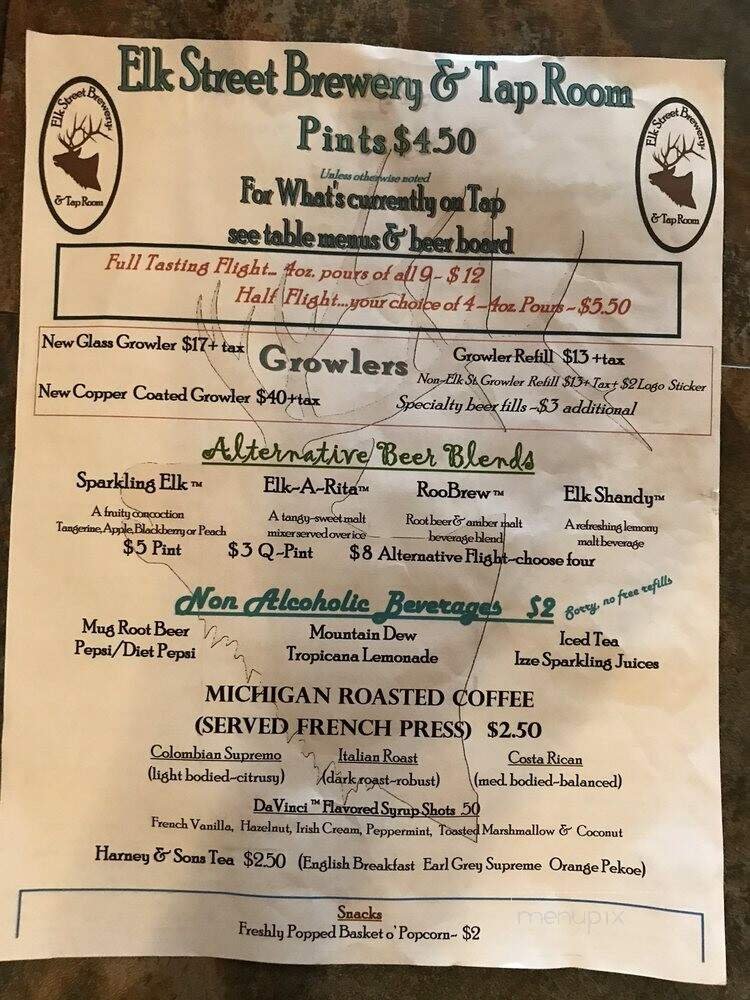 Elk Street Brewery & Tap Room
Elk Street Brewery
& Tap Room
Elk Street Brewery
& Tap Room
Pints $4.50
Unless otherwise noted
For What's currently on Tap
see table menus & beer board
Full Tasting Flight... 4oz. pours of all 9~ $12
Half Flight...your choice of 4~4oz. Pours~$5.50
New Glass Growler $17+ tax
Growlers
Growler Refill $13 +tax
Non~Elk St. Growler Refill $13+ Tax+ $2 Logo Sticker
New Copper Coated Growler $40+tax
Specialty beer fills ~$3 additional
Alternative Beer Blends
Sparkling Elk ™ Elk~A~Rita™ RooBrew ™ Elk Shandy™
A fruity concoction
Tangerine, Apple, Blackberry or Peach
A tangy~sweet malt
mixer served over ice
Root beer & amber malt
beverage blend
A refreshing lemony
malt beverage
$5 Pint $3 Q~Pint $8 Alternative Flight~choose four
Non Alcoholic Beverages $2 Sorry, no free refills
Mug Root Beer Mountain Dew Iced Tea
Pepsi/Diet Pepsi Tropicana Lemonade Izze Sparkling Juices
MICHIGAN ROASTED COFFEE
(SERVED FRENCH PRESS) $2.50
Colombian Supremo Italian Roast Costa Rican
(light bodied~citrusy) (dark roast~robust) (med. bodied~balanced)
DaVinci ™ Flavored Syrup Shots .50
French Vanilla, Hazelnut, Irish Cream, Peppermint, Toasted Marshmallow & Coconut
Harney & Sons Tea $2.50 (English Breakfast Earl Grey Supreme Orange Pekoe)
Snacks
Freshly Popped Basket o' Popcorn~ $2
menupix